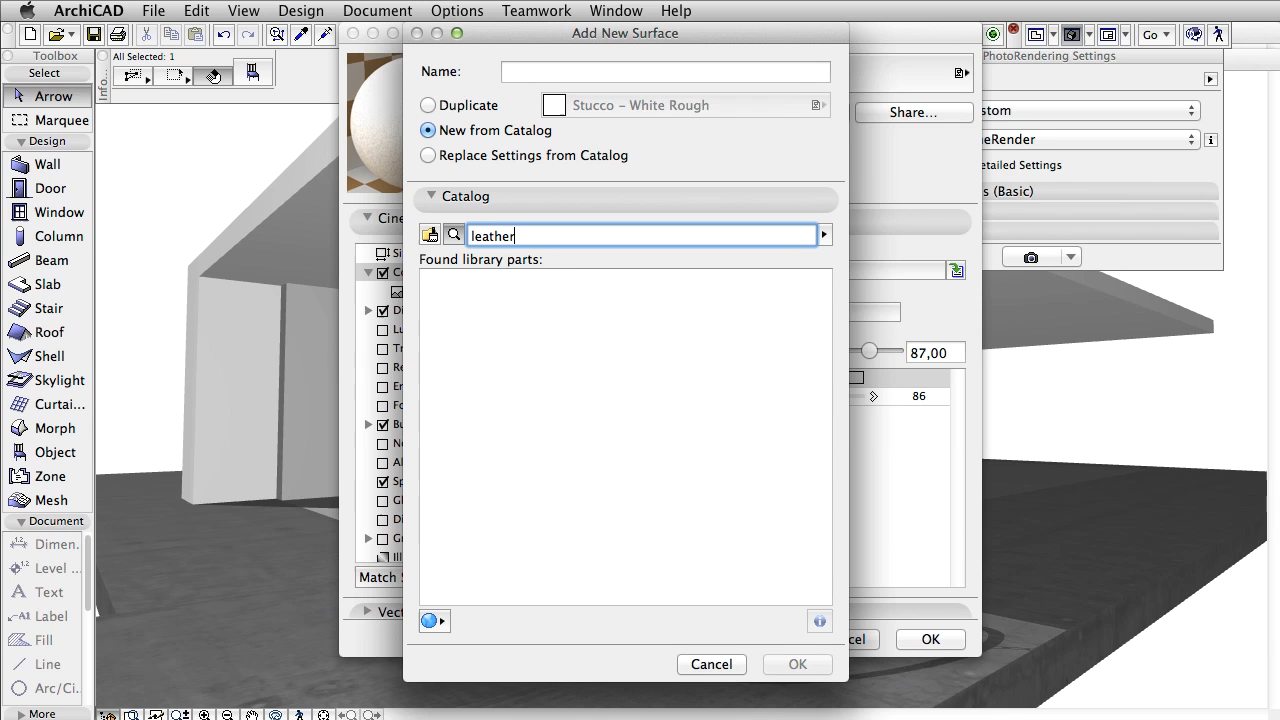 ArchiCAD File Edit View Design Document Options Teamwork Window Help
Toolbox
Select
Arrow
Marquee
Design
Wall
Door
Window
Column
Beam
Slab
Stair
Roof
Shell
Skylight
Curtai...
Morph
Object
Zone
Mesh
Document
Dimen.
Level ...
Text
Label
Fill
Line
Arc/Ci...
More
Info...
All Selected: 1
Add New Surface
Name:
Duplicate
Stucco – White Rough
New from Catalog
Replace Settings from Catalog
Catalog
leather
Found library parts:
Cancel
OK
Cine
Match
Vect
Share...
87,00
86
cel
OK
Go
PhotoRendering Settings
stom
neRender
etailed Settings
s (Basic)